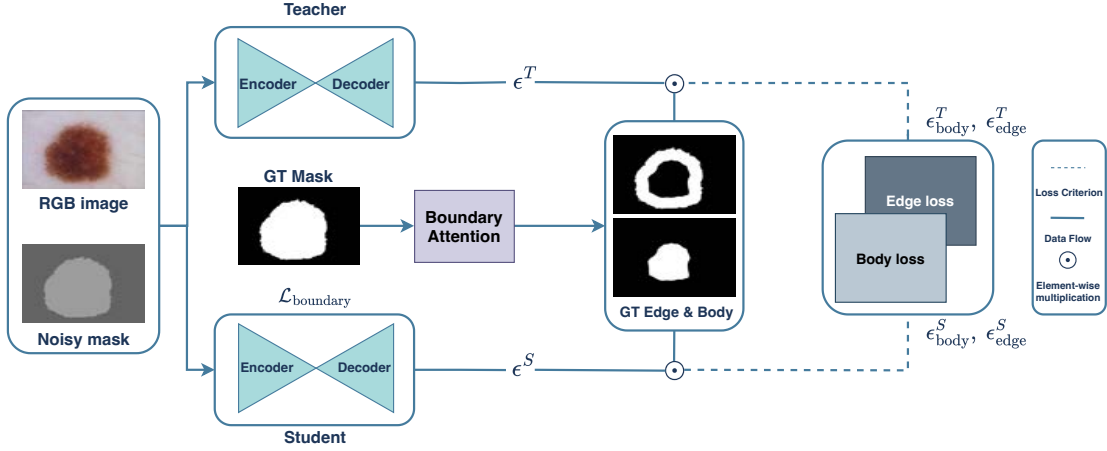 Teacher
Encoder
Decoder
ϵ^T
RGB image
Noisy mask
GT Mask
Boundary
Attention
ℒ_boundary
GT Edge & Body
ϵ^T_body, ϵ^T_edge
Edge loss
Body loss
ϵ^S_body, ϵ^S_edge
Loss Criterion
Data Flow
Element-wise
multiplication
Encoder
Decoder
ϵ^S
Student